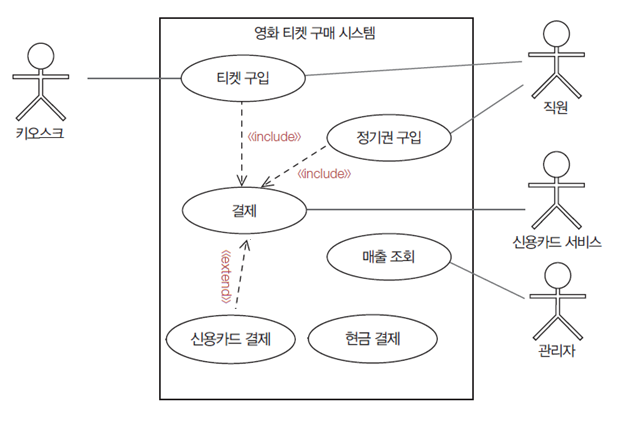 영화 티켓 구매 시스템
티켓 구입
키오스크
직원
«include»
정기권 구입
«include»
결제
신용카드 서비스
매출 조회
«extend»
신용카드 결제
현금 결제
관리자